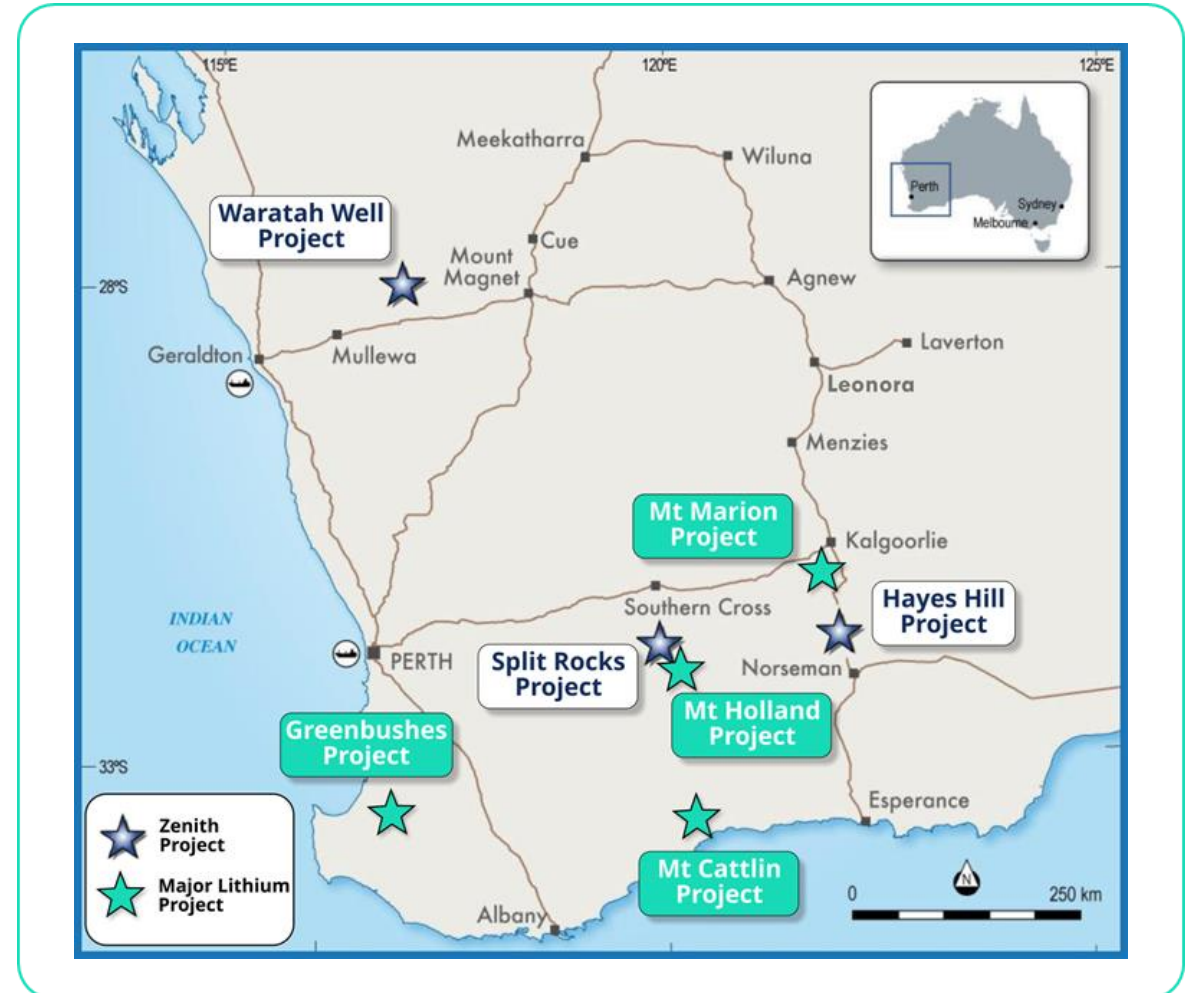 115ºE
120ºE
125ºE
Meekatharra
Wiluna
Perth
Sydney
Melbourne
Waratah Well
Project
Cue
Mount
Magnet
28ºS
Agnew
Geraldton
Mullewa
Laverton
Leonora
Menzies
Mt Marion
Project
Kalgoorlie
Southern Cross
Hayes Hill
Project
INDIAN
OCEAN
PERTH
Split Rocks
Project
Norseman
Mt Holland
Project
Greenbushes
Project
33ºS
Esperance
Zenith
Project
Major Lithium
Project
Mt Cattlin
Project
Albany
N
0 250 km